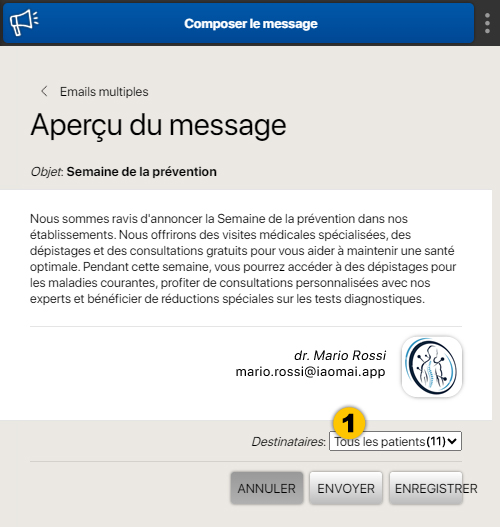 Composer le message
Emails multiples
Aperçu du message
Objet: Semaine de la prévention
Nous sommes ravis d'annoncer la Semaine de la prévention dans nos
établissements. Nous offrirons des visites médicales spécialisées, des
dépistages et des consultations gratuits pour vous aider à maintenir une santé
optimale. Pendant cette semaine, vous pourrez accéder à des dépistages pour
les maladies courantes, profiter de consultations personnalisées avec nos
experts et bénéficier de réductions spéciales sur les tests diagnostiques.
dr. Mario Rossi
mario.rossi@iaomai.app
1
Destinataires: Tous les patients (11)
ANNULER ENVOYER ENREGISTRER